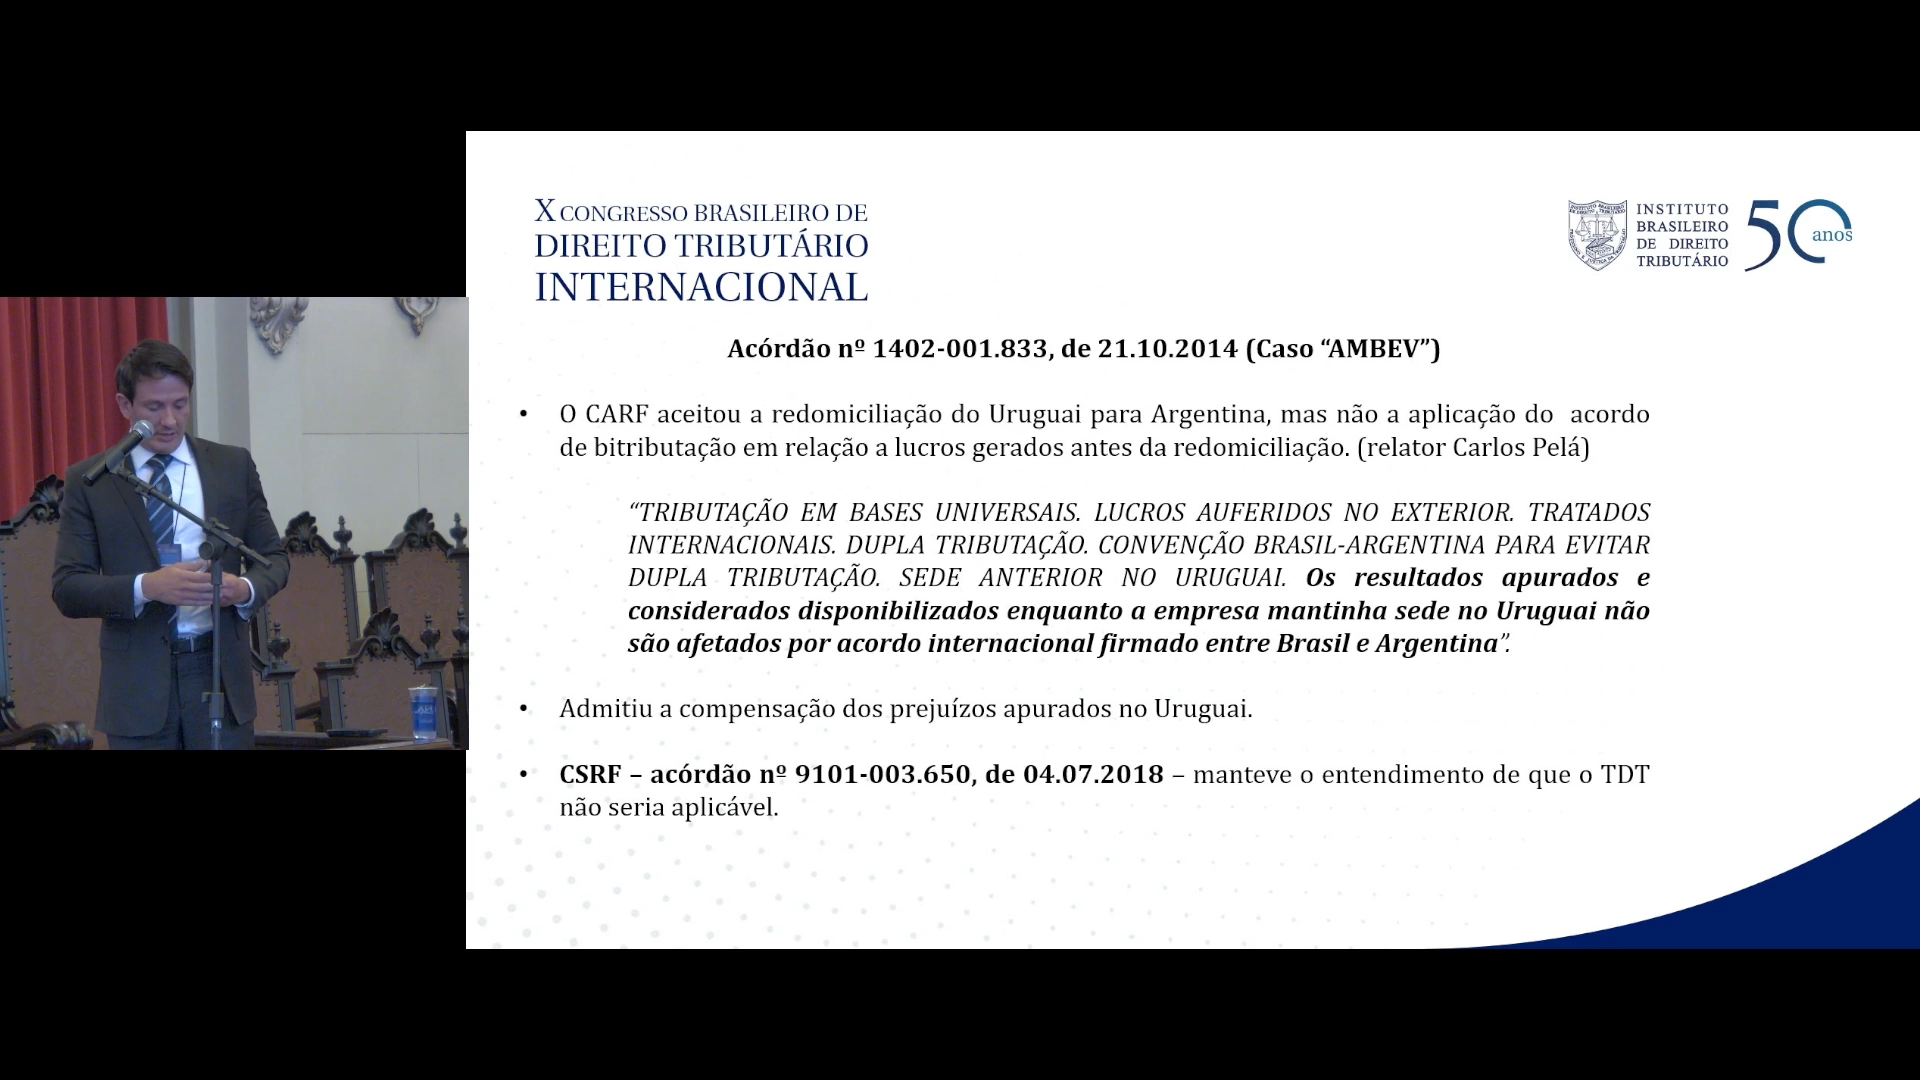 X CONGRESSO BRASILEIRO DE
DIREITO TRIBUTÁRIO
INTERNACIONAL
INSTITUTO
BRASILEIRO
DE DIREITO
TRIBUTÁRIO
50
anos
Acórdão nº 1402-001.833, de 21.10.2014 (Caso “AMBEV”)
• O CARF aceitou a redomiciliação do Uruguai para Argentina, mas não a aplicação do acordo
de bitributação em relação a lucros gerados antes da redomiciliação. (relator Carlos Pelá)
“TRIBUTAÇÃO EM BASES UNIVERSAIS. LUCROS AUFERIDOS NO EXTERIOR. TRATADOS
INTERNACIONAIS. DUPLA TRIBUTAÇÃO. CONVENÇÃO BRASIL-ARGENTINA PARA EVITAR
DUPLA TRIBUTAÇÃO. SEDE ANTERIOR NO URUGUAI. Os resultados apurados e
considerados disponibilizados enquanto a empresa mantinha sede no Uruguai não
são afetados por acordo internacional firmado entre Brasil e Argentina”.
• Admitiu a compensação dos prejuízos apurados no Uruguai.
• CSRF – acórdão nº 9101-003.650, de 04.07.2018 – manteve o entendimento de que o TDT
não seria aplicável.